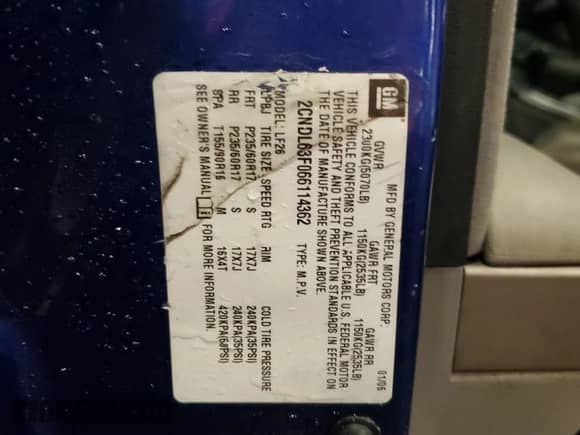 GM
MFD BY GENERAL MOTORS CORP. 01/06
GVWR GAWR FRT GAWR RR
2300KG(5070LB) 1150KG(2535LB) 1150KG(2535LB)
THIS VEHICLE CONFORMS TO ALL APPLICABLE U.S. FEDERAL MOTOR
VEHICLE SAFETY AND THEFT PREVENTION STANDARDS IN EFFECT ON
THE DATE OF MANUFACTURE SHOWN ABOVE.
2CNDL63F066114362 TYPE: M.P.V.
MODEL: LF26
APBJ TIRE SIZE SPEED RTG RIM COLD TIRE PRESSURE
FRT P235/60R17 S 17X7J 240KPA(35PSI)
RR P235/60R17 S 17X7J 240KPA(35PSI)
SPA T155/90R16 M 16X4T 420KPA(60PSI)
SEE OWNER'S MANUAL FOR MORE INFORMATION.